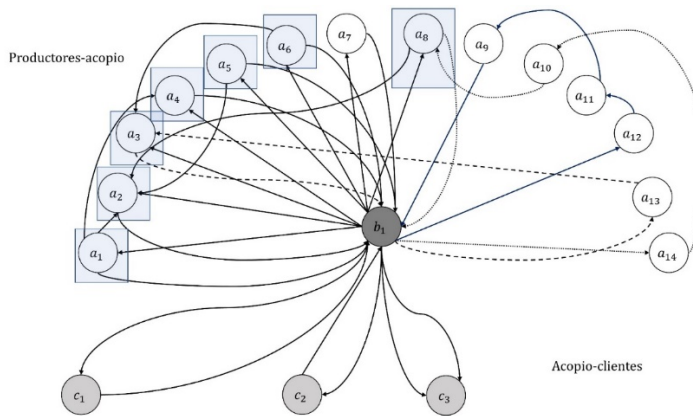 Productores-acopio
a₆
a₇
a₈
a₉
a₅
a₁₀
a₄
a₁₁
a₃
a₁₂
a₂
a₁₃
b₁
a₁
a₁₄
Acopio-clientes
c₁
c₂
c₃